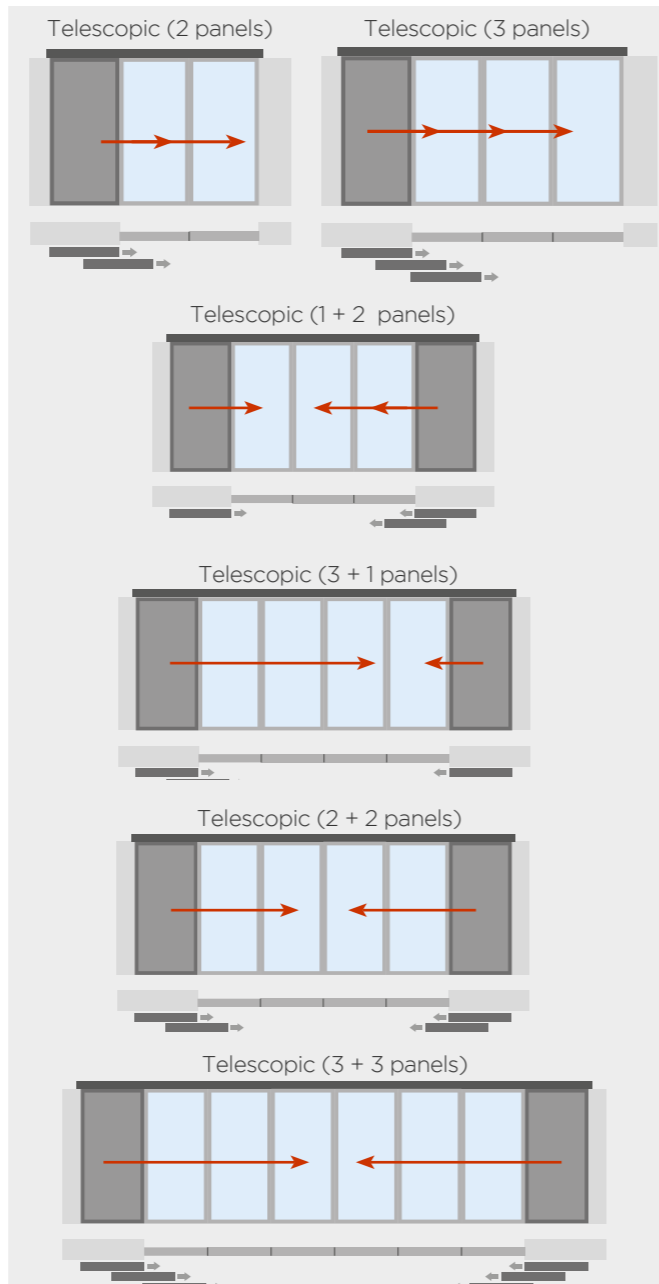 Telescopic (2 panels)
Telescopic (3 panels)
Telescopic (1 + 2 panels)
Telescopic (3 + 1 panels)
Telescopic (2 + 2 panels)
Telescopic (3 + 3 panels)